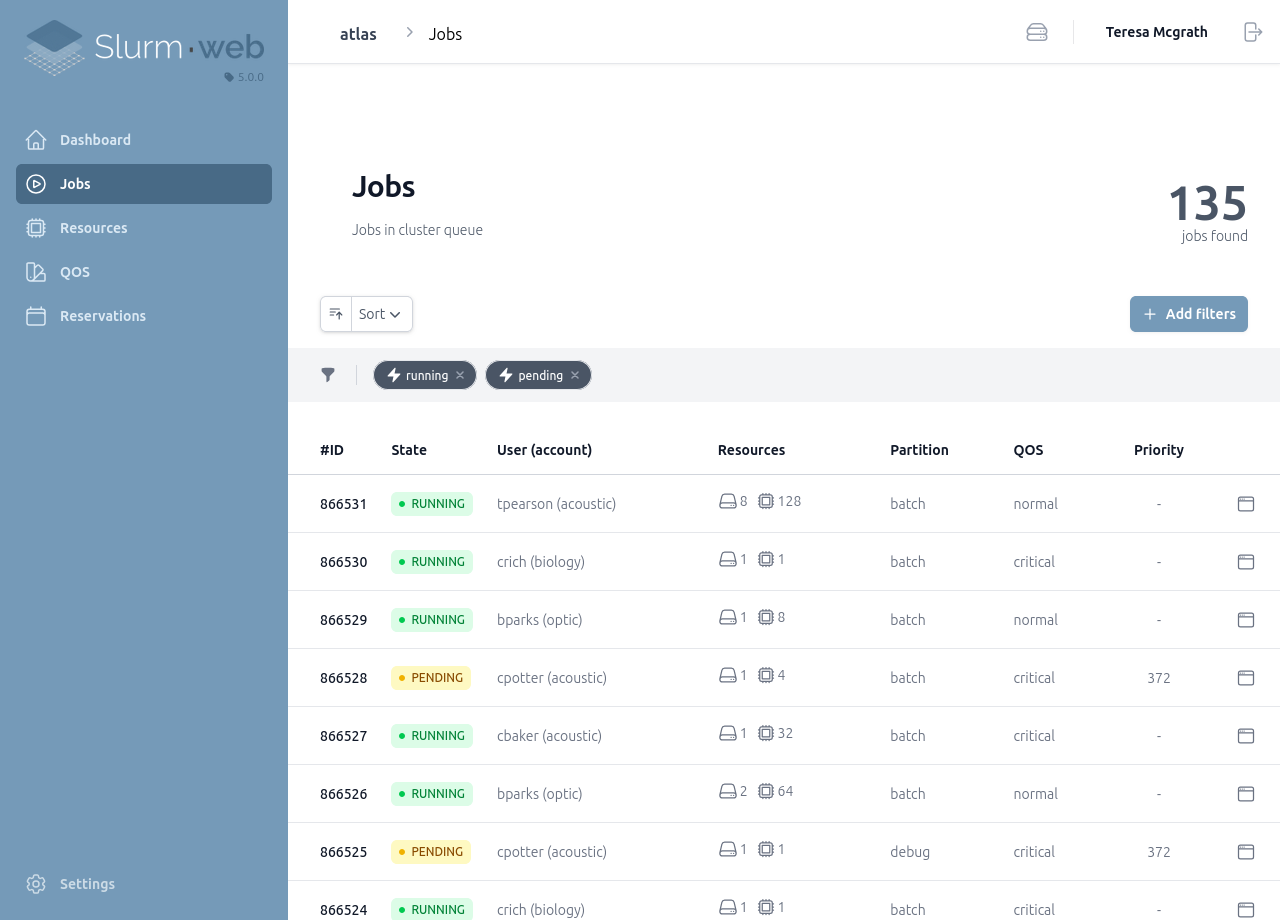 Slurm·web
5.0.0
Dashboard
Jobs
Resources
QOS
Reservations
Settings
atlas Jobs
Teresa Mcgrath
Jobs
Jobs in cluster queue
135
jobs found
Sort
Add filters
running pending
#ID State User (account) Resources Partition QOS Priority
866531 RUNNING tpearson (acoustic) 8 128 batch normal -
866530 RUNNING crich (biology) 1 1 batch critical -
866529 RUNNING bparks (optic) 1 8 batch normal -
866528 PENDING cpotter (acoustic) 1 4 batch critical 372
866527 RUNNING cbaker (acoustic) 1 32 batch critical -
866526 RUNNING bparks (optic) 2 64 batch normal -
866525 PENDING cpotter (acoustic) 1 1 debug critical 372
866524 RUNNING crich (biology) 1 1 batch critical -